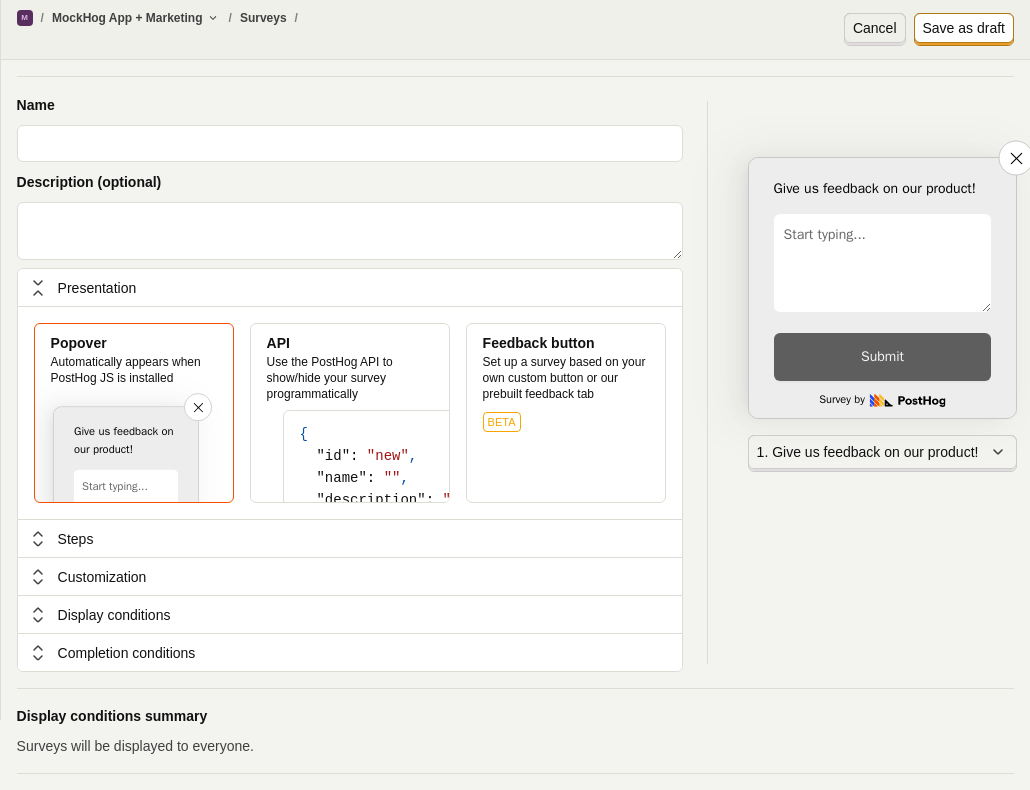 M / MockHog App + Marketing / Surveys /
Cancel
Save as draft
Name
Description (optional)
Presentation
Popover
Automatically appears when
PostHog JS is installed
Give us feedback on
our product!
Start typing...
API
Use the PostHog API to
show/hide your survey
programmatically
{
"id": "new",
"name": "",
"description": "
Feedback button
Set up a survey based on your
own custom button or our
prebuilt feedback tab
BETA
Steps
Customization
Display conditions
Completion conditions
Give us feedback on our product!
Start typing...
Submit
Survey by PostHog
1. Give us feedback on our product!
Display conditions summary
Surveys will be displayed to everyone.